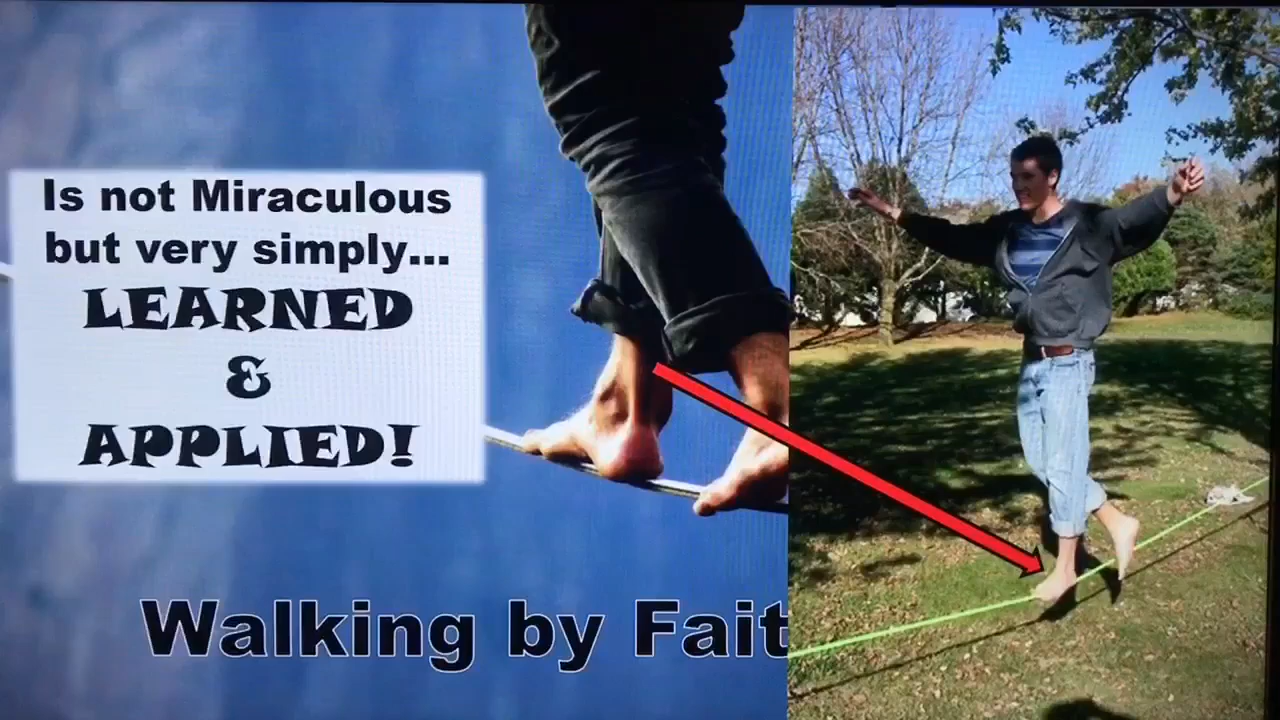 Is not Miraculous
but very simply...
LEARNED
&
APPLIED!
Walking by Fait